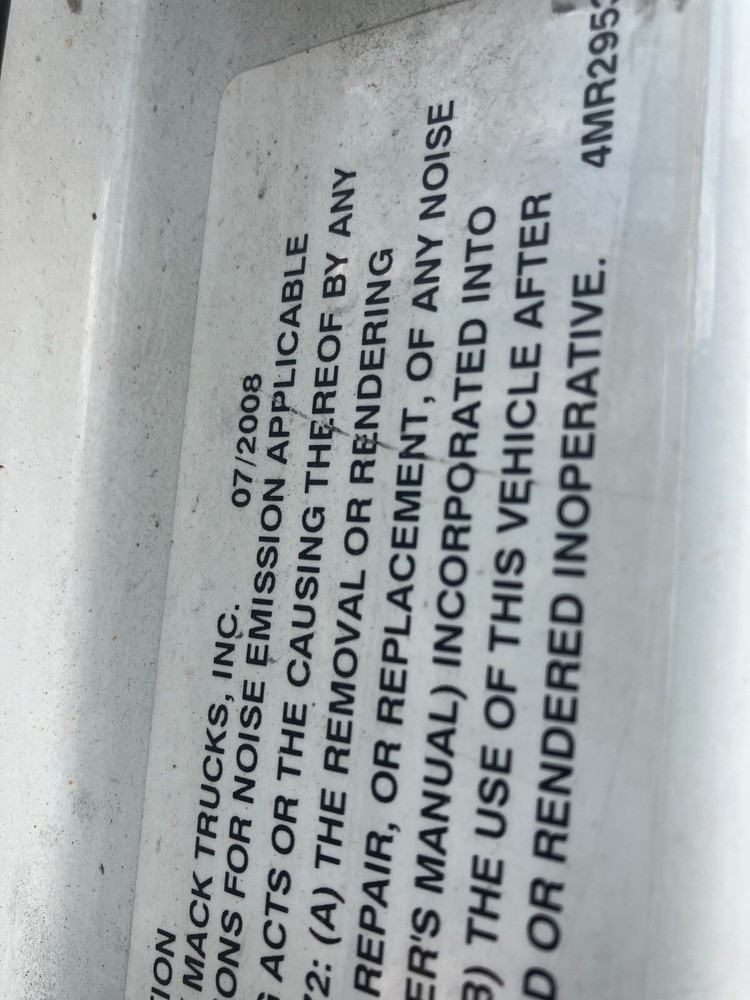 TION
MACK TRUCKS, INC. 07/2008
ONS FOR NOISE EMISSION APPLICABLE
G ACTS OR THE CAUSING THEREOF BY ANY
72: (A) THE REMOVAL OR RENDERING
REPAIR, OR REPLACEMENT, OF ANY NOISE
ER'S MANUAL) INCORPORATED INTO
B) THE USE OF THIS VEHICLE AFTER
D OR RENDERED INOPERATIVE. 4MR295